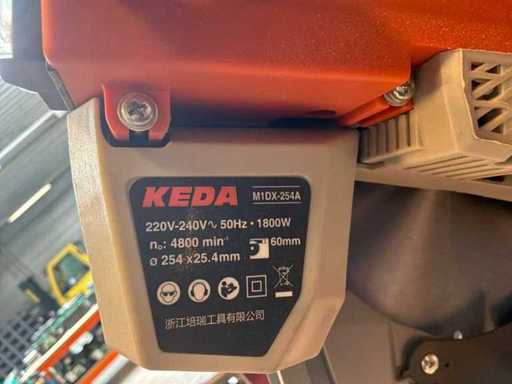 KEDA M1DX-254A
220V-240V~ 50Hz · 1800W
n₀: 4800 min⁻¹ 60mm
ø 254 x25.4mm
浙江培瑞工具有限公司